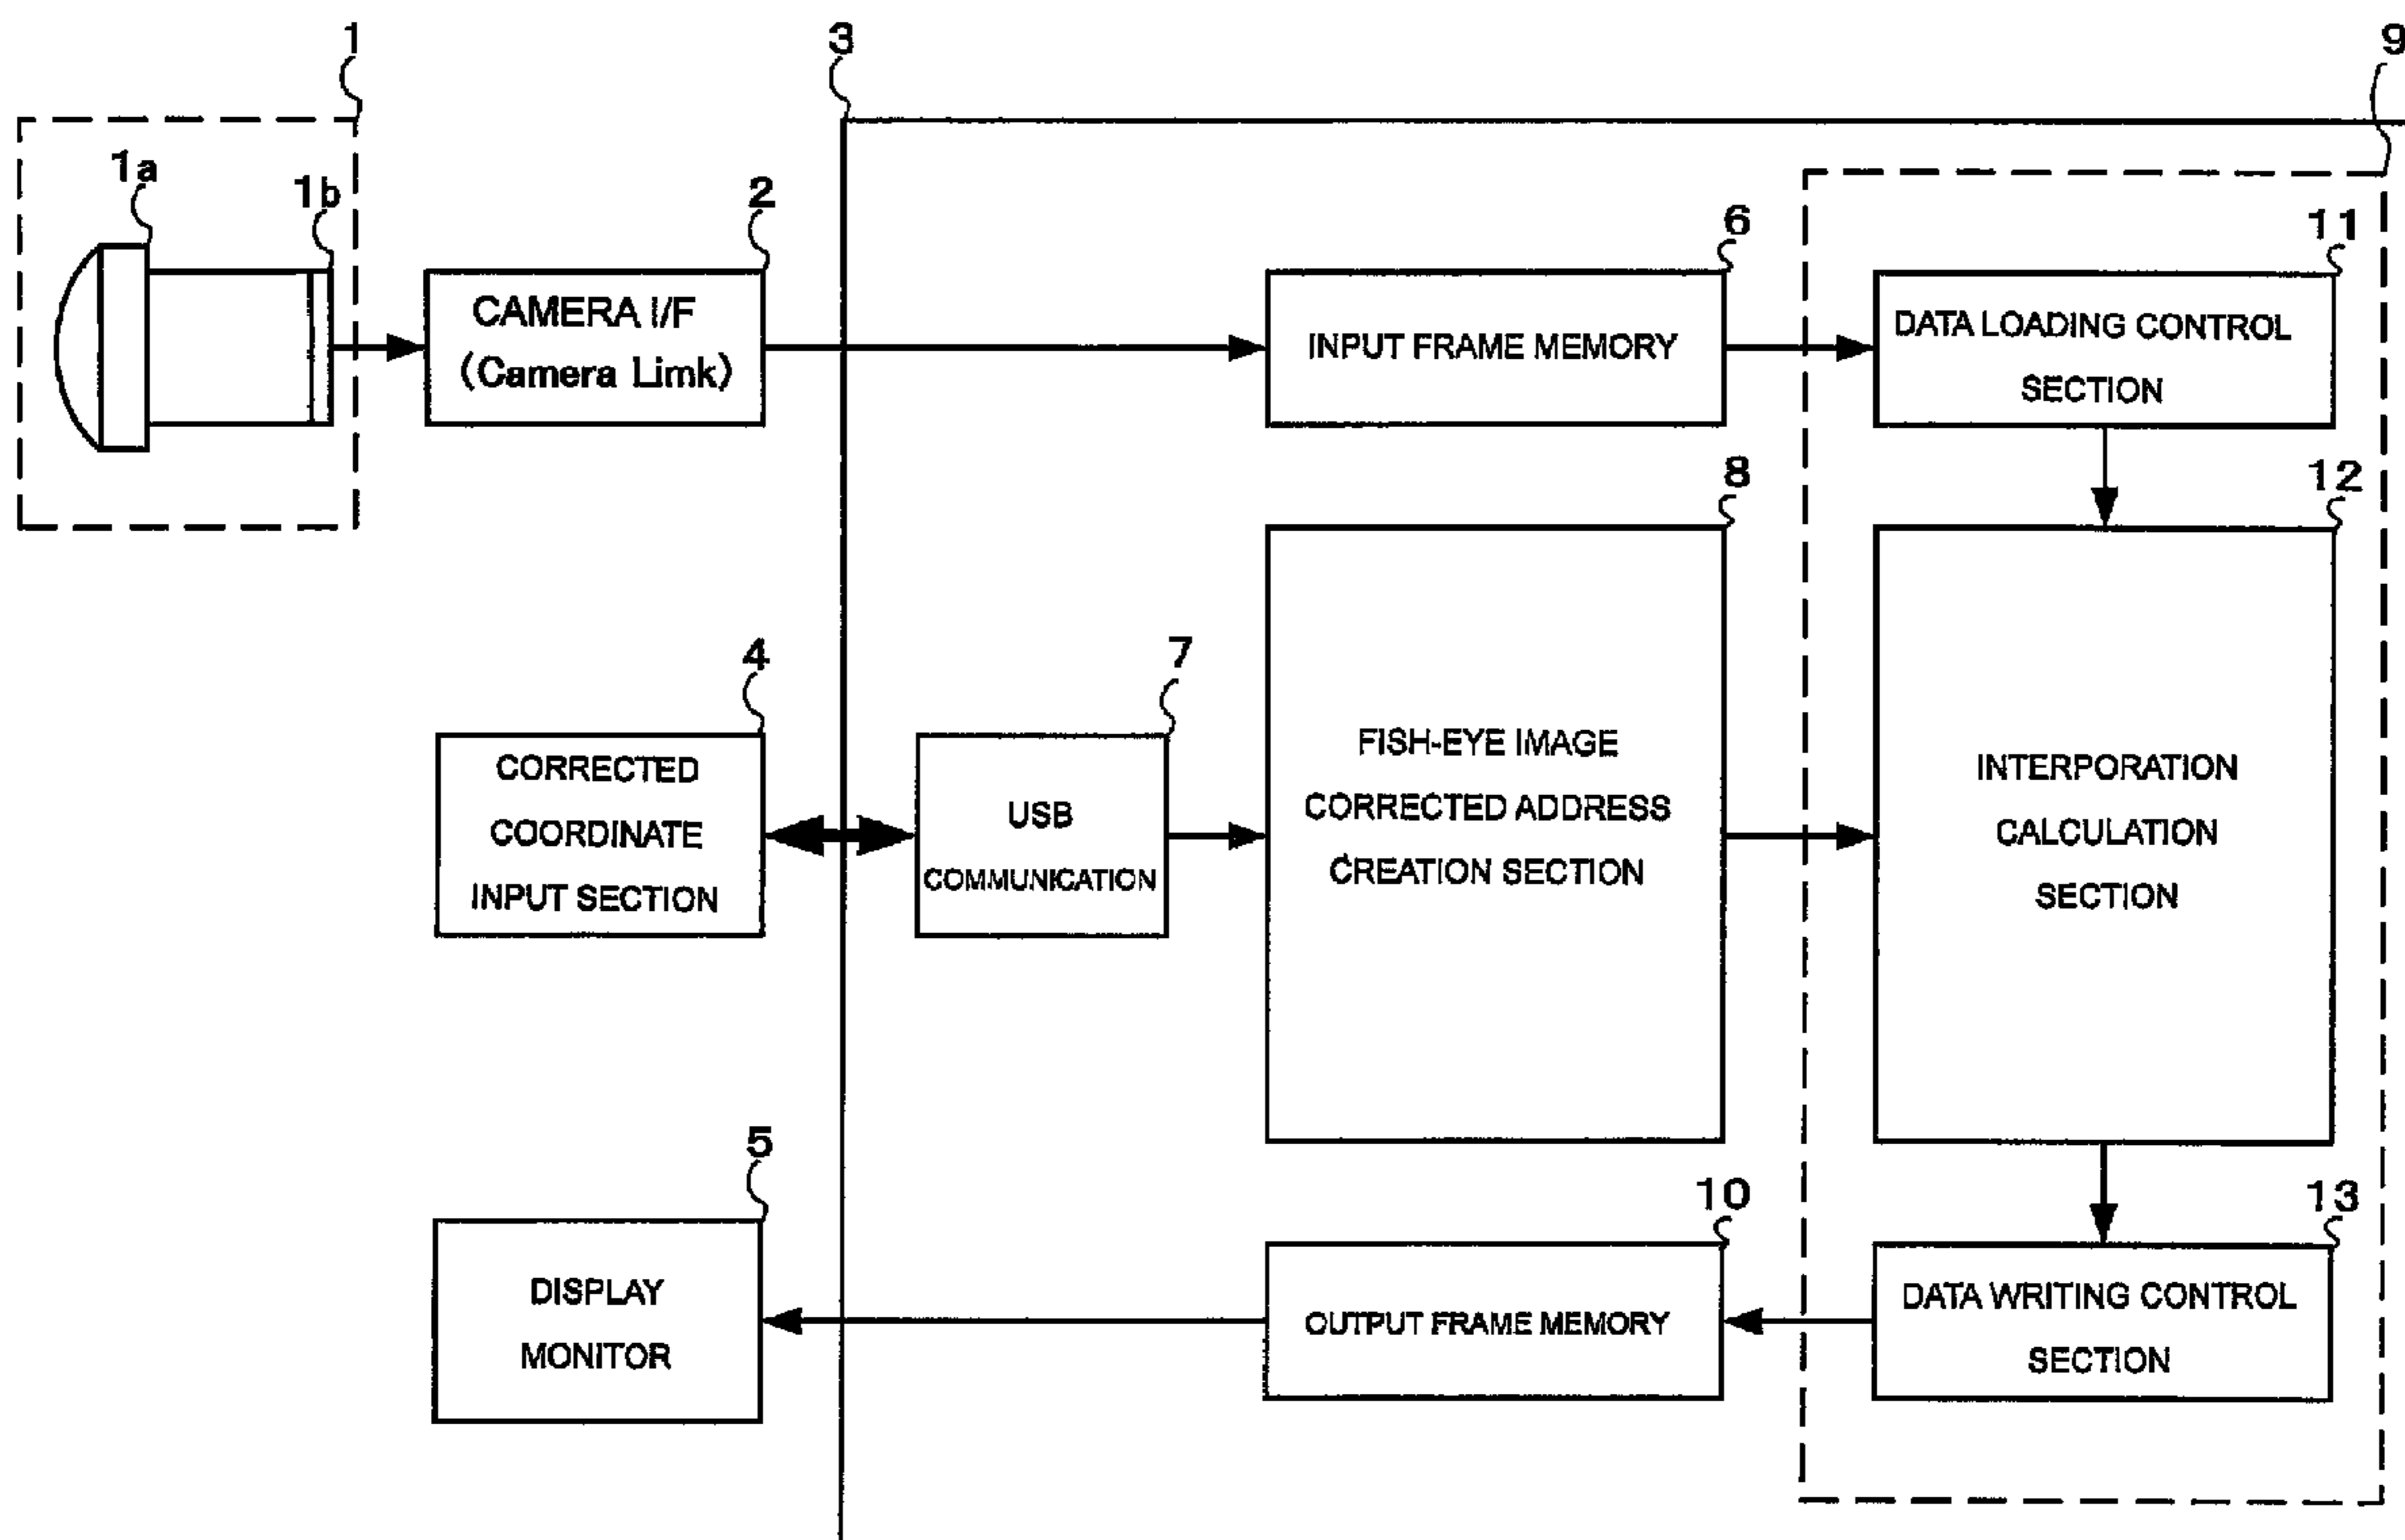 1
3
9
1a
1b
2
6
11
CAMERA I/F
(Camera Limk)
INPUT FRAME MEMORY
DATA LOADING CONTROL
SECTION
8
12
4
7
CORRECTED
COORDINATE
INPUT SECTION
USB
COMMUNICATION
FISH-EYE IMAGE
CORRECTED ADDRESS
CREATION SECTION
INTERPORATION
CALCULATION
SECTION
5
10
13
DISPLAY
MONITOR
OUTPUT FRAME MEMORY
DATA WRITING CONTROL
SECTION